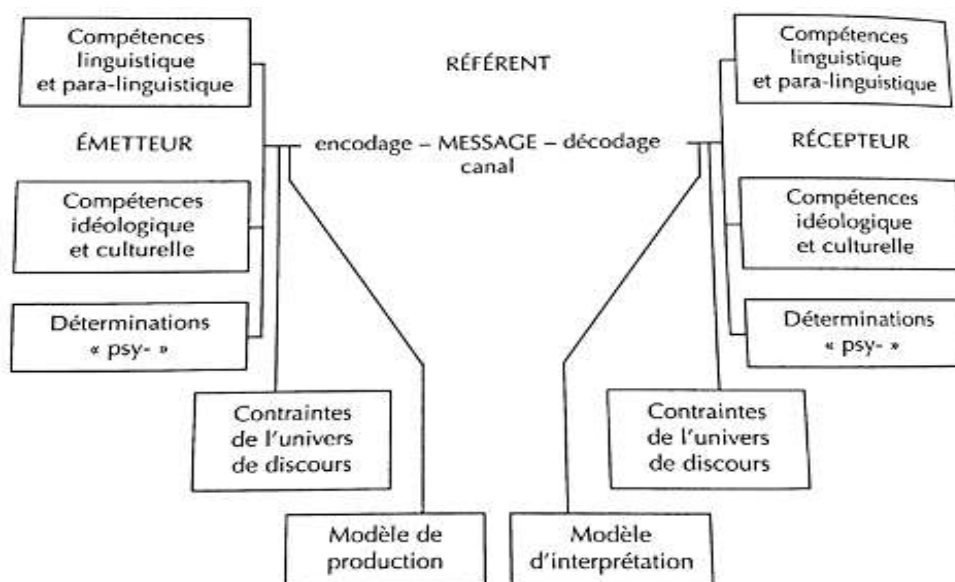 Compétences
linguistique
et para-linguistique
RÉFÉRENT
Compétences
linguistique
et para-linguistique
ÉMETTEUR
encodage – MESSAGE – décodage
canal
RÉCEPTEUR
Compétences
idéologique
et culturelle
Compétences
idéologique
et culturelle
Déterminations
« psy- »
Déterminations
« psy- »
Contraintes
de l'univers
de discours
Contraintes
de l'univers
de discours
Modèle de
production
Modèle
d'interprétation